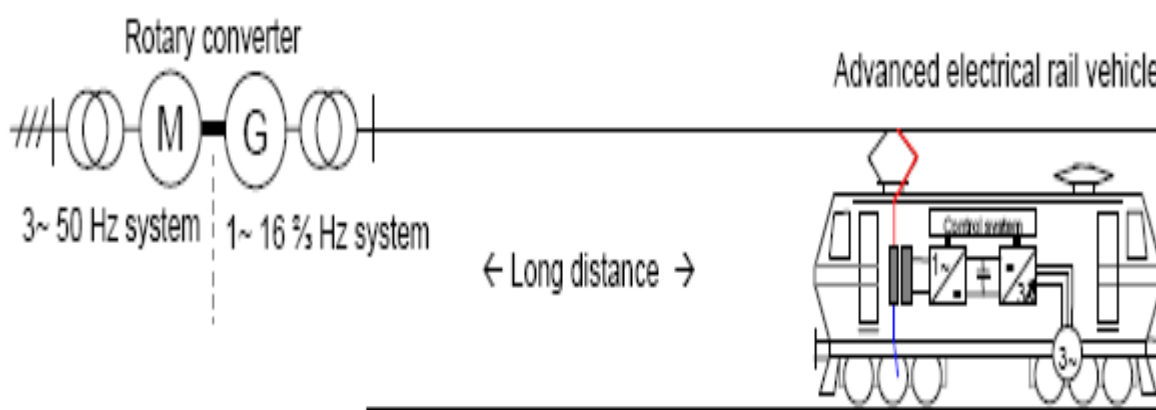 Rotary converter
Advanced electrical rail vehicle
M
G
3~ 50 Hz system
1~ 16 ⅔ Hz system
← Long distance →
Control system
1~
3~